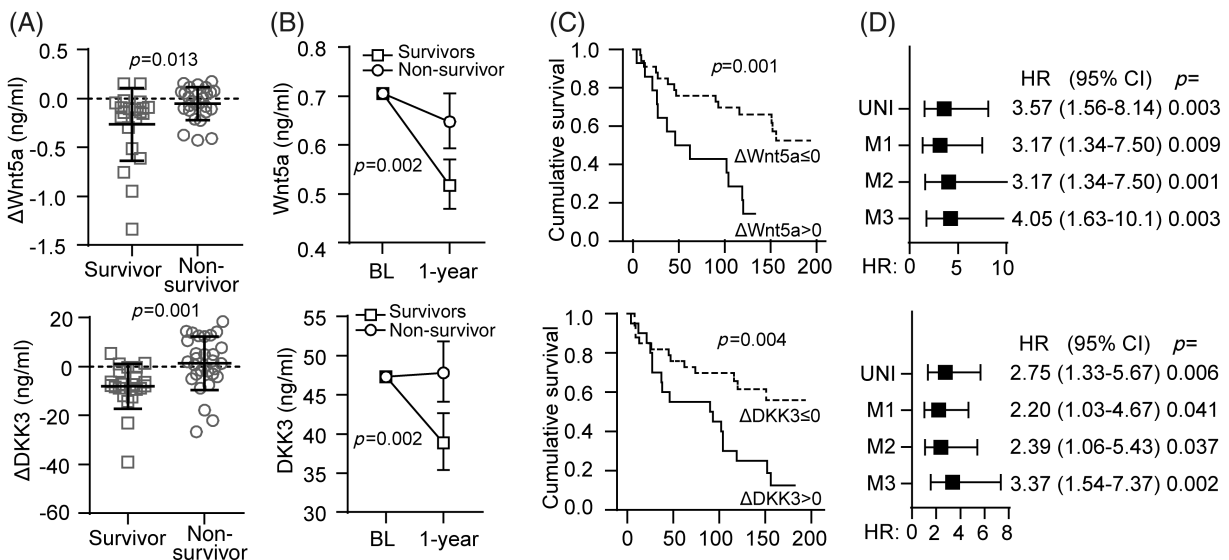 (A)
ΔWnt5a (ng/ml)
0.5
0.0
-0.5
-1.0
-1.5
p=0.013
Survivor
Non-
survivor
(B)
Wnt5a (ng/ml)
0.8
0.7
0.6
0.5
0.4
Survivors
Non-survivor
p=0.002
BL
1-year
(C)
Cumulative survival
1.0
0.8
0.6
0.4
0.2
0.0
p=0.001
ΔWnt5a≤0
ΔWnt5a>0
0
50
100
150
200
(D)
HR (95% CI) p=
UNI 3.57 (1.56-8.14) 0.003
M1 3.17 (1.34-7.50) 0.009
M2 3.17 (1.34-7.50) 0.001
M3 4.05 (1.63-10.1) 0.003
HR: 0 5 10
ΔDKK3 (ng/ml)
20
0
-20
-40
-60
p=0.001
Survivor
Non-
survivor
DKK3 (ng/ml)
55
50
45
40
35
30
Survivors
Non-survivor
p=0.002
BL
1-year
Cumulative survival
1.0
0.8
0.6
0.4
0.2
0.0
p=0.004
ΔDKK3≤0
ΔDKK3>0
0
50
100
150
200
HR (95% CI) p=
UNI 2.75 (1.33-5.67) 0.006
M1 2.20 (1.03-4.67) 0.041
M2 2.39 (1.06-5.43) 0.037
M3 3.37 (1.54-7.37) 0.002
HR: 0 2 4 6 8